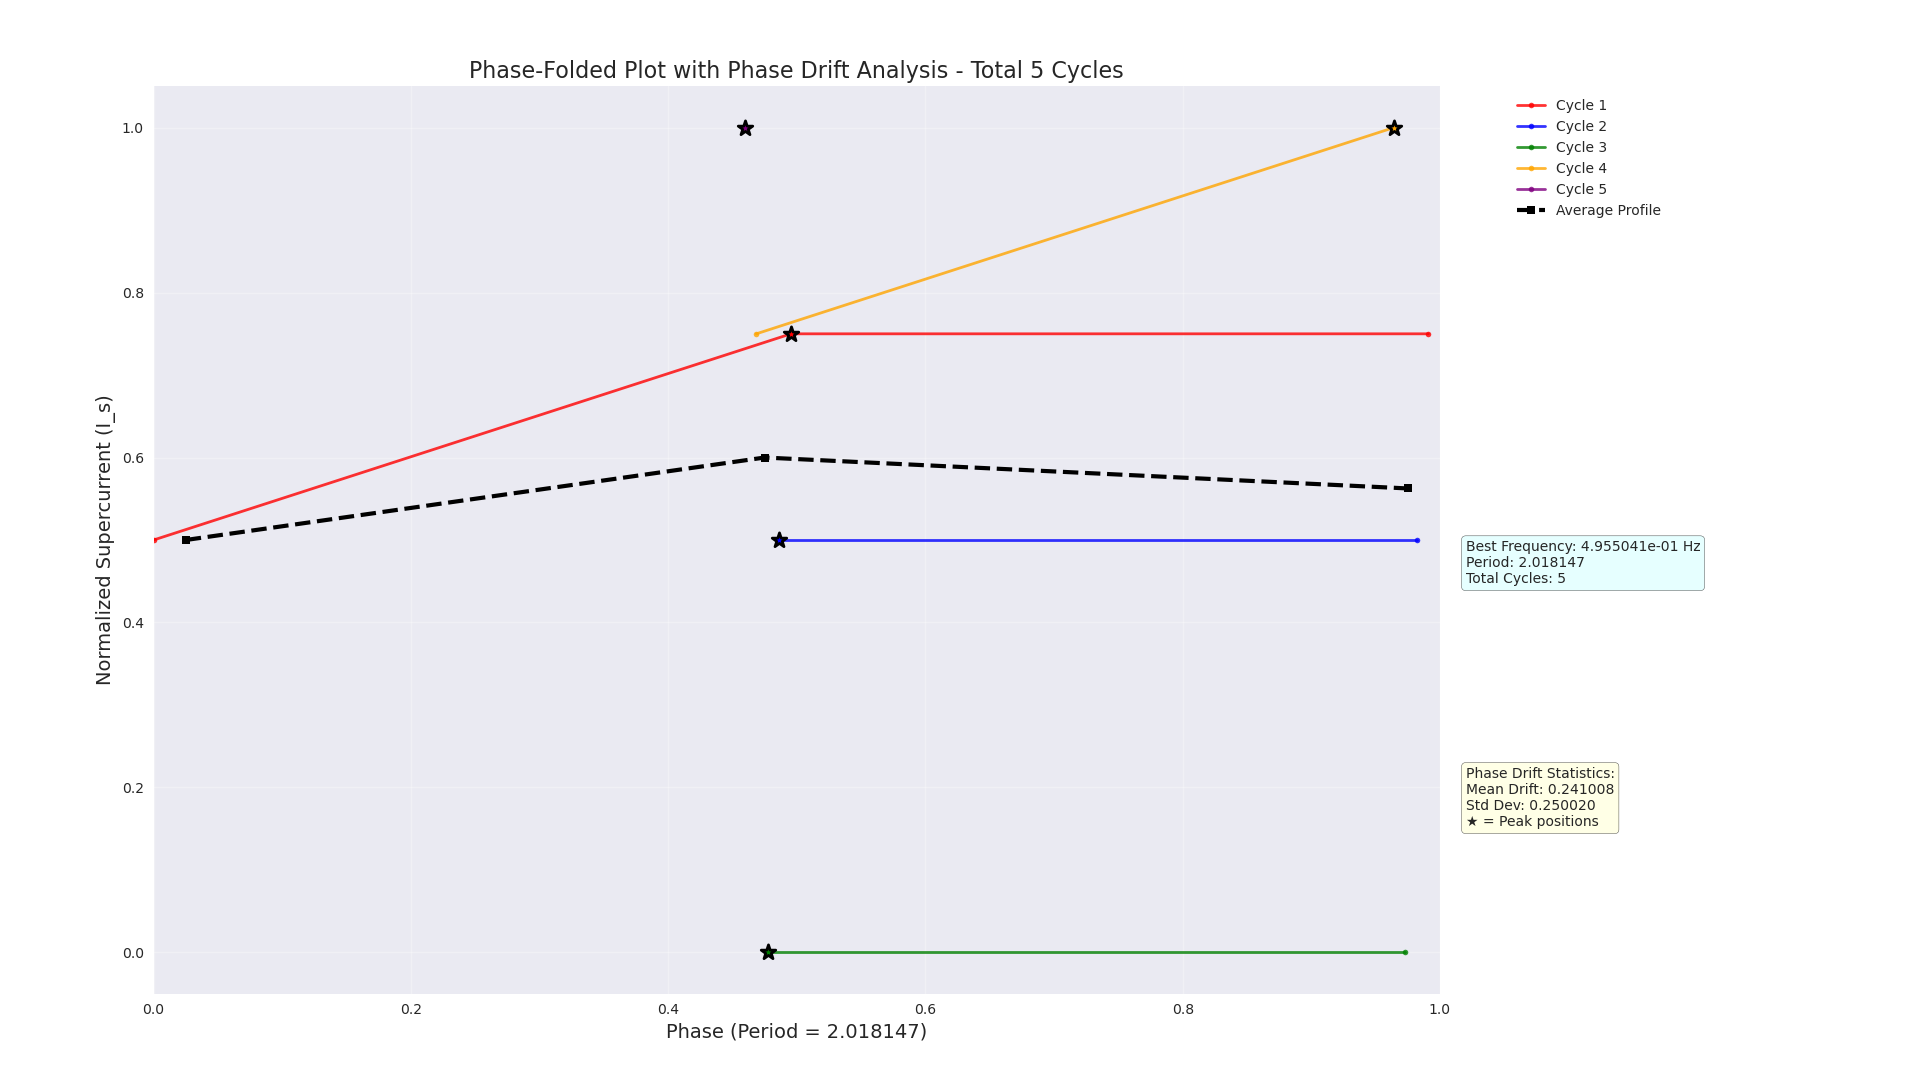 Phase-Folded Plot with Phase Drift Analysis - Total 5 Cycles
Normalized Supercurrent (I_s)
1.0
0.8
0.6
0.4
0.2
0.0
0.0
0.2
0.4
0.6
0.8
1.0
Phase (Period = 2.018147)
Cycle 1
Cycle 2
Cycle 3
Cycle 4
Cycle 5
Average Profile
Best Frequency: 4.955041e-01 Hz
Period: 2.018147
Total Cycles: 5
Phase Drift Statistics:
Mean Drift: 0.241008
Std Dev: 0.250020
★ = Peak positions